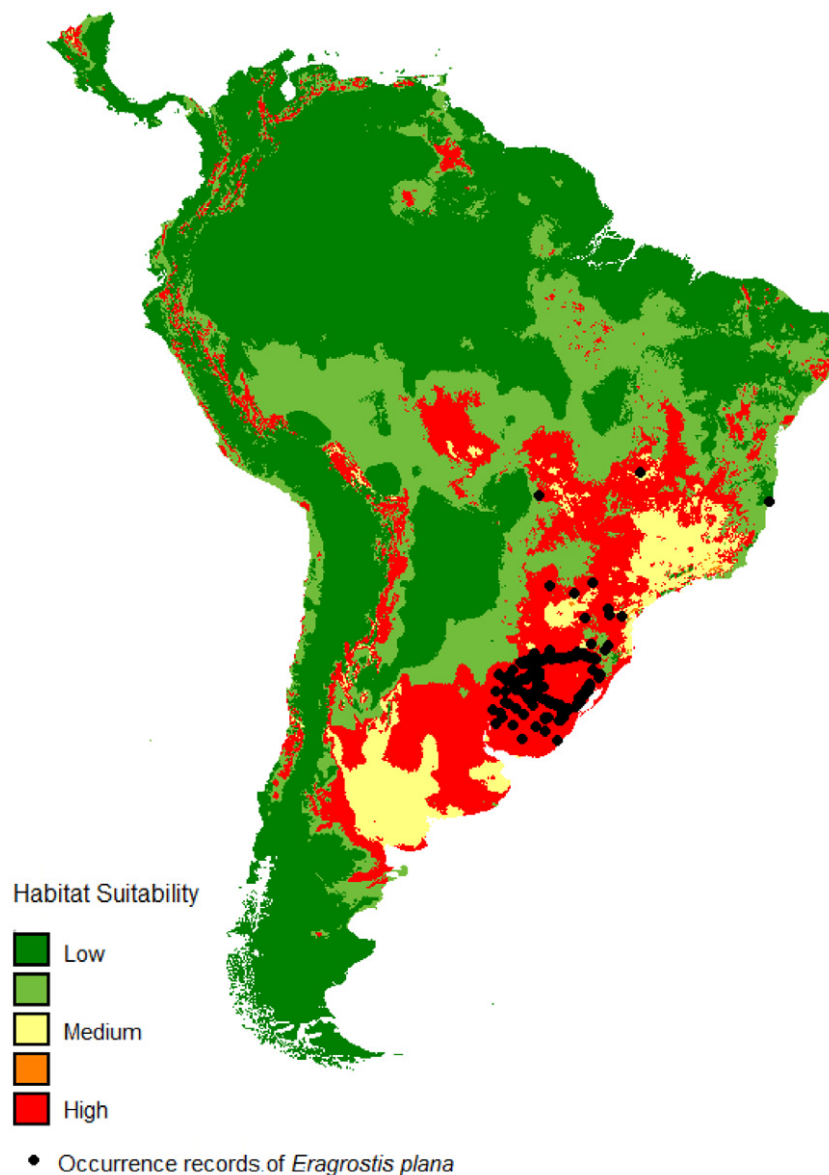 Habitat Suitability
Low
Medium
High
Occurrence records.of Eragrostis plana